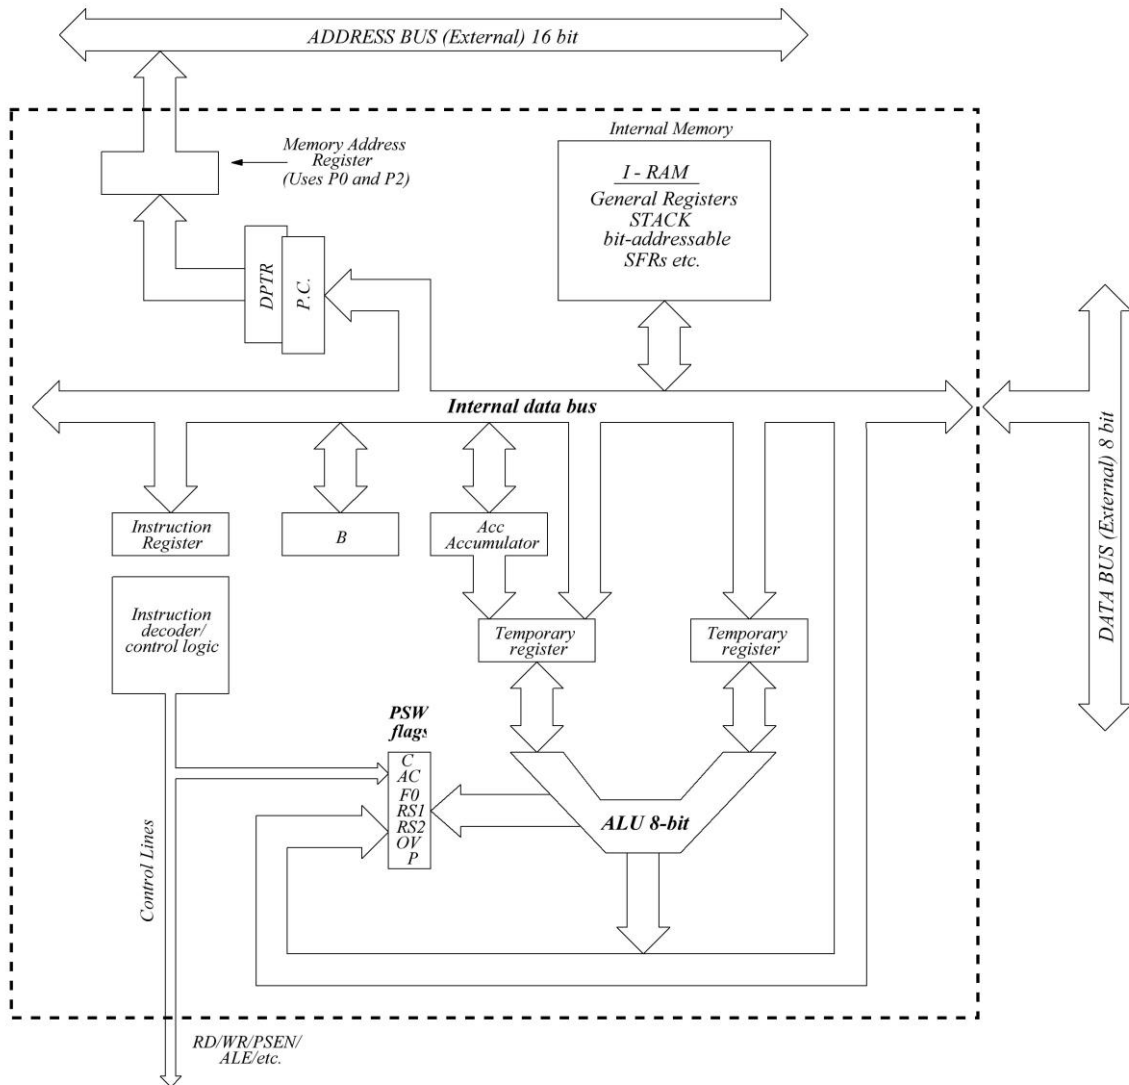 ADDRESS BUS (External) 16 bit
Memory Address
Register
(Uses P0 and P2)
Internal Memory
I - RAM
General Registers
STACK
bit-addressable
SFRs etc.
DPTR
P.C.
Internal data bus
DATA BUS (External) 8 bit
Instruction
Register
B
Acc
Accumulator
Instruction
decoder/
control logic
Temporary
register
Temporary
register
PSW
flags
C
AC
F0
RS1
RS2
OV
P
ALU 8-bit
Control Lines
RD/WR/PSEN/
ALE/etc.